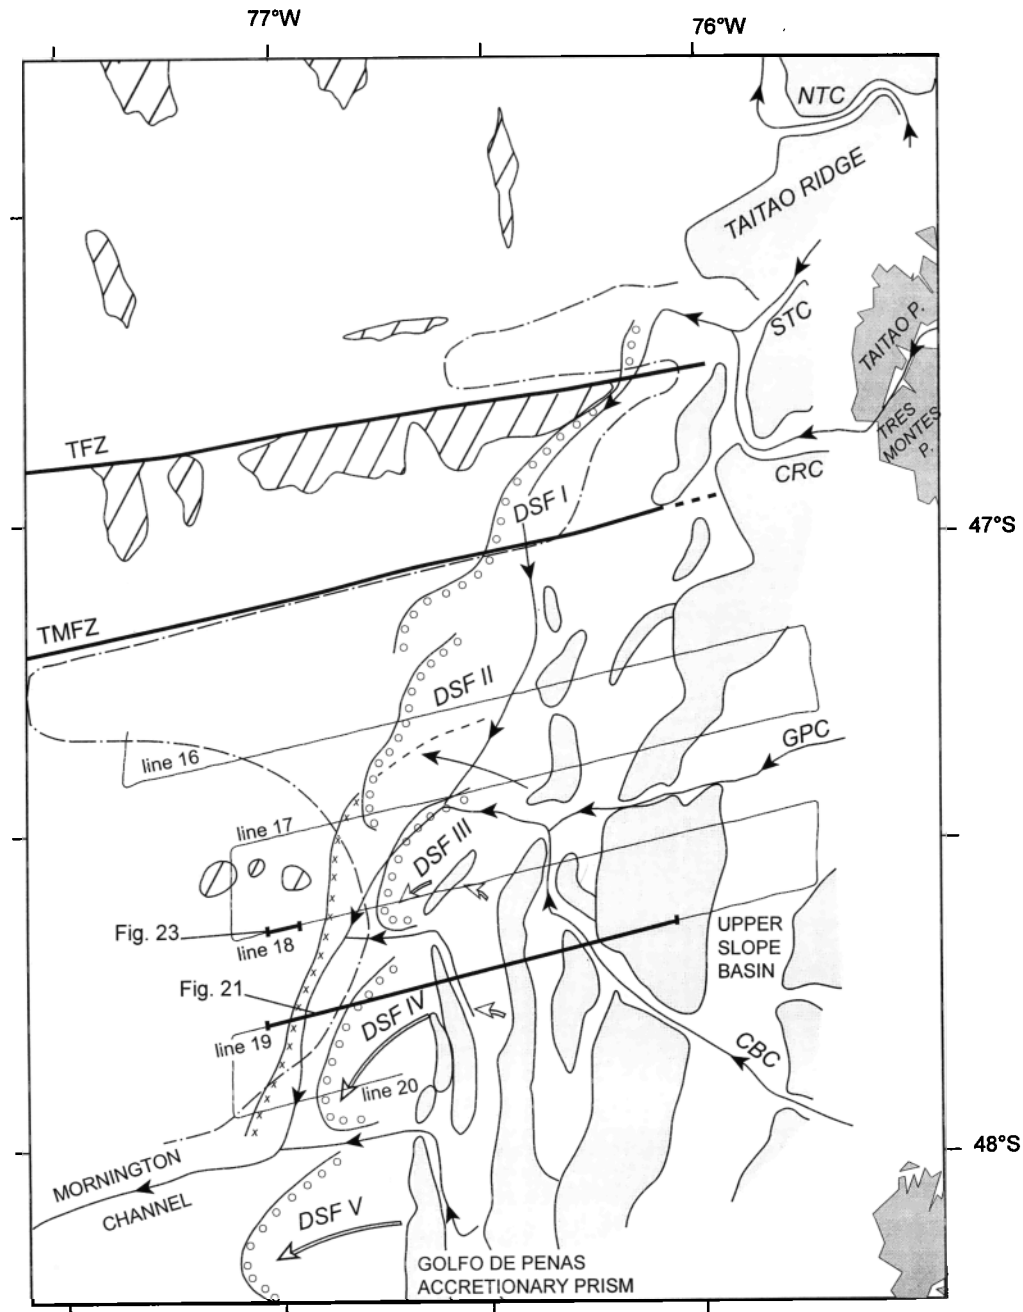 77°W
76°W
NTC
TAITAO RIDGE
STC
TAITAO P.
TRES
MONTES
P.
TFZ
CRC
DSF I
47°S
TMFZ
DSF II
line 16
GPC
line 17
DSF III
Fig. 23
line 18
UPPER
SLOPE
BASIN
Fig. 21
DSF IV
line 19
CBC
line 20
48°S
MORNINGTON
CHANNEL
DSF V
GOLFO DE PENAS
ACCRETIONARY PRISM